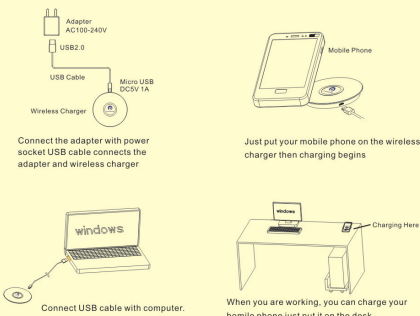 Adapter
AC100-240V
USB2.0
USB Cable
Micro USB
DC5V 1A
Wireless Charger
Connect the adapter with power
socket USB cable connects the
adapter and wireless charger
Mobile Phone
Just put your mobile phone on the wireless
charger then charging begins
windows
Connect USB cable with computer.
windows
Charging Here
When you are working, you can charge your
bomile phone just put it on the desk